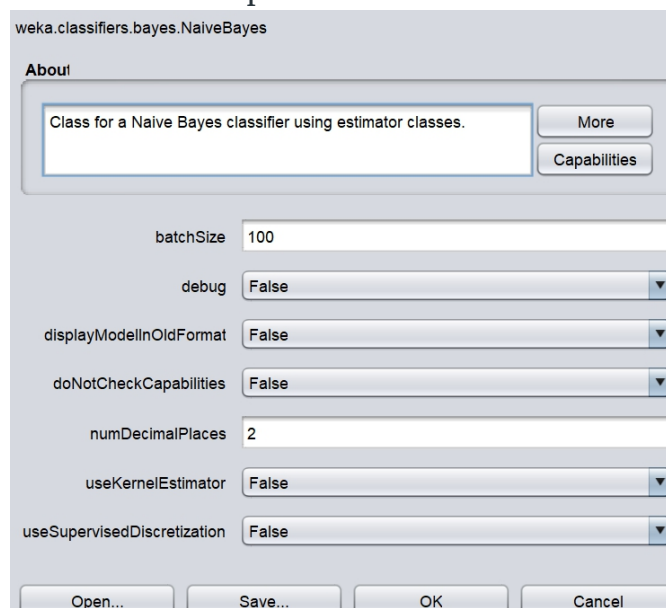 weka.classifiers.bayes.NaiveBayes
About
Class for a Naive Bayes classifier using estimator classes.
More
Capabilities
batchSize 100
debug False
displayModelInOldFormat False
doNotCheckCapabilities False
numDecimalPlaces 2
useKernelEstimator False
useSupervisedDiscretization False
Open... Save... OK Cancel